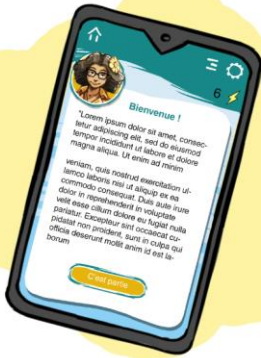 6
Bienvenue !
"Lorem ipsum dolor sit amet, consec-
tetur adipiscing elit, sed do eiusmod
tempor incididunt ut labore et dolore
magna aliqua. Ut enim ad minim
veniam, quis nostrud exercitation ul-
lamco laboris nisi ut aliquip ex ea
commodo consequat. Duis aute irure
dolor in reprehenderit in voluptate
velit esse cillum dolore eu fugiat nulla
pariatur. Excepteur sint occaecat cu-
pidatat non proident, sunt in culpa qui
officia deserunt mollit anim id est la-
borum
C'est partie